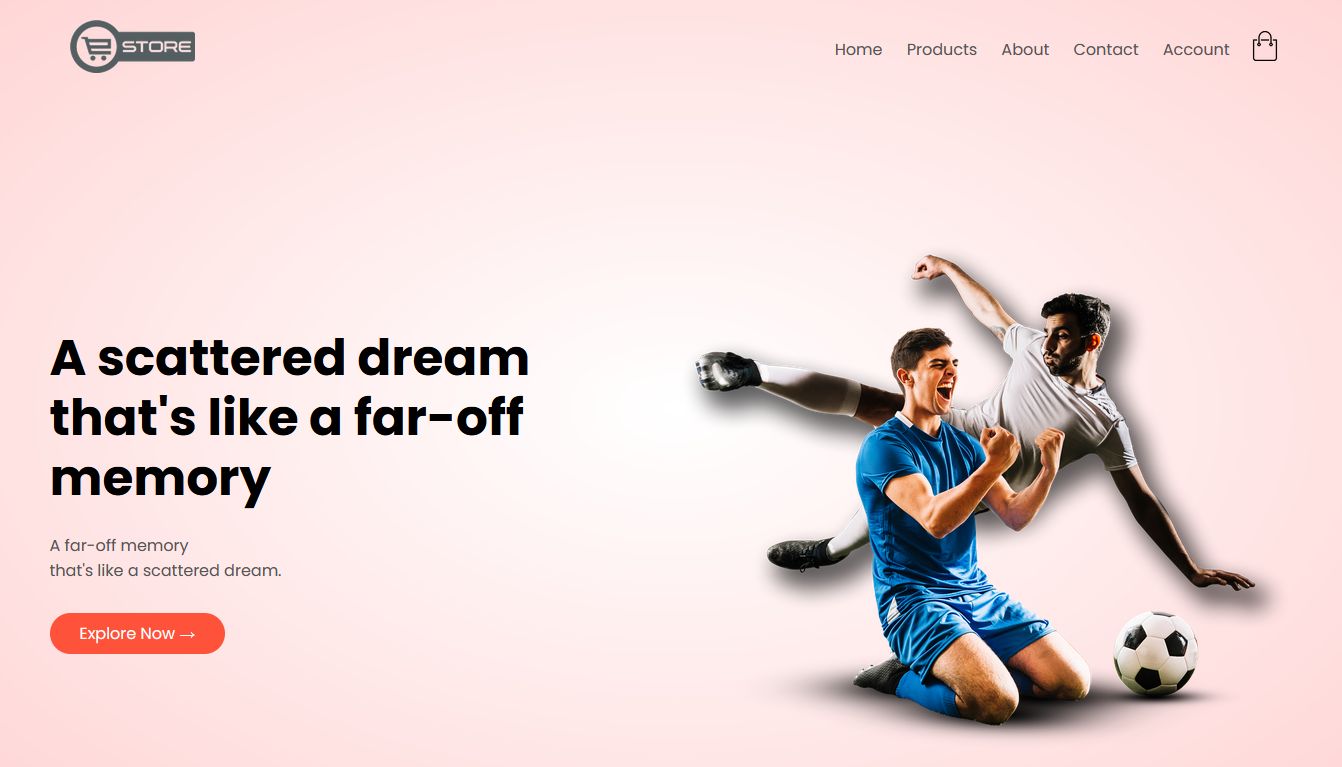 STORE
Home Products About Contact Account
A scattered dream
that's like a far-off
memory
A far-off memory
that's like a scattered dream.
Explore Now →